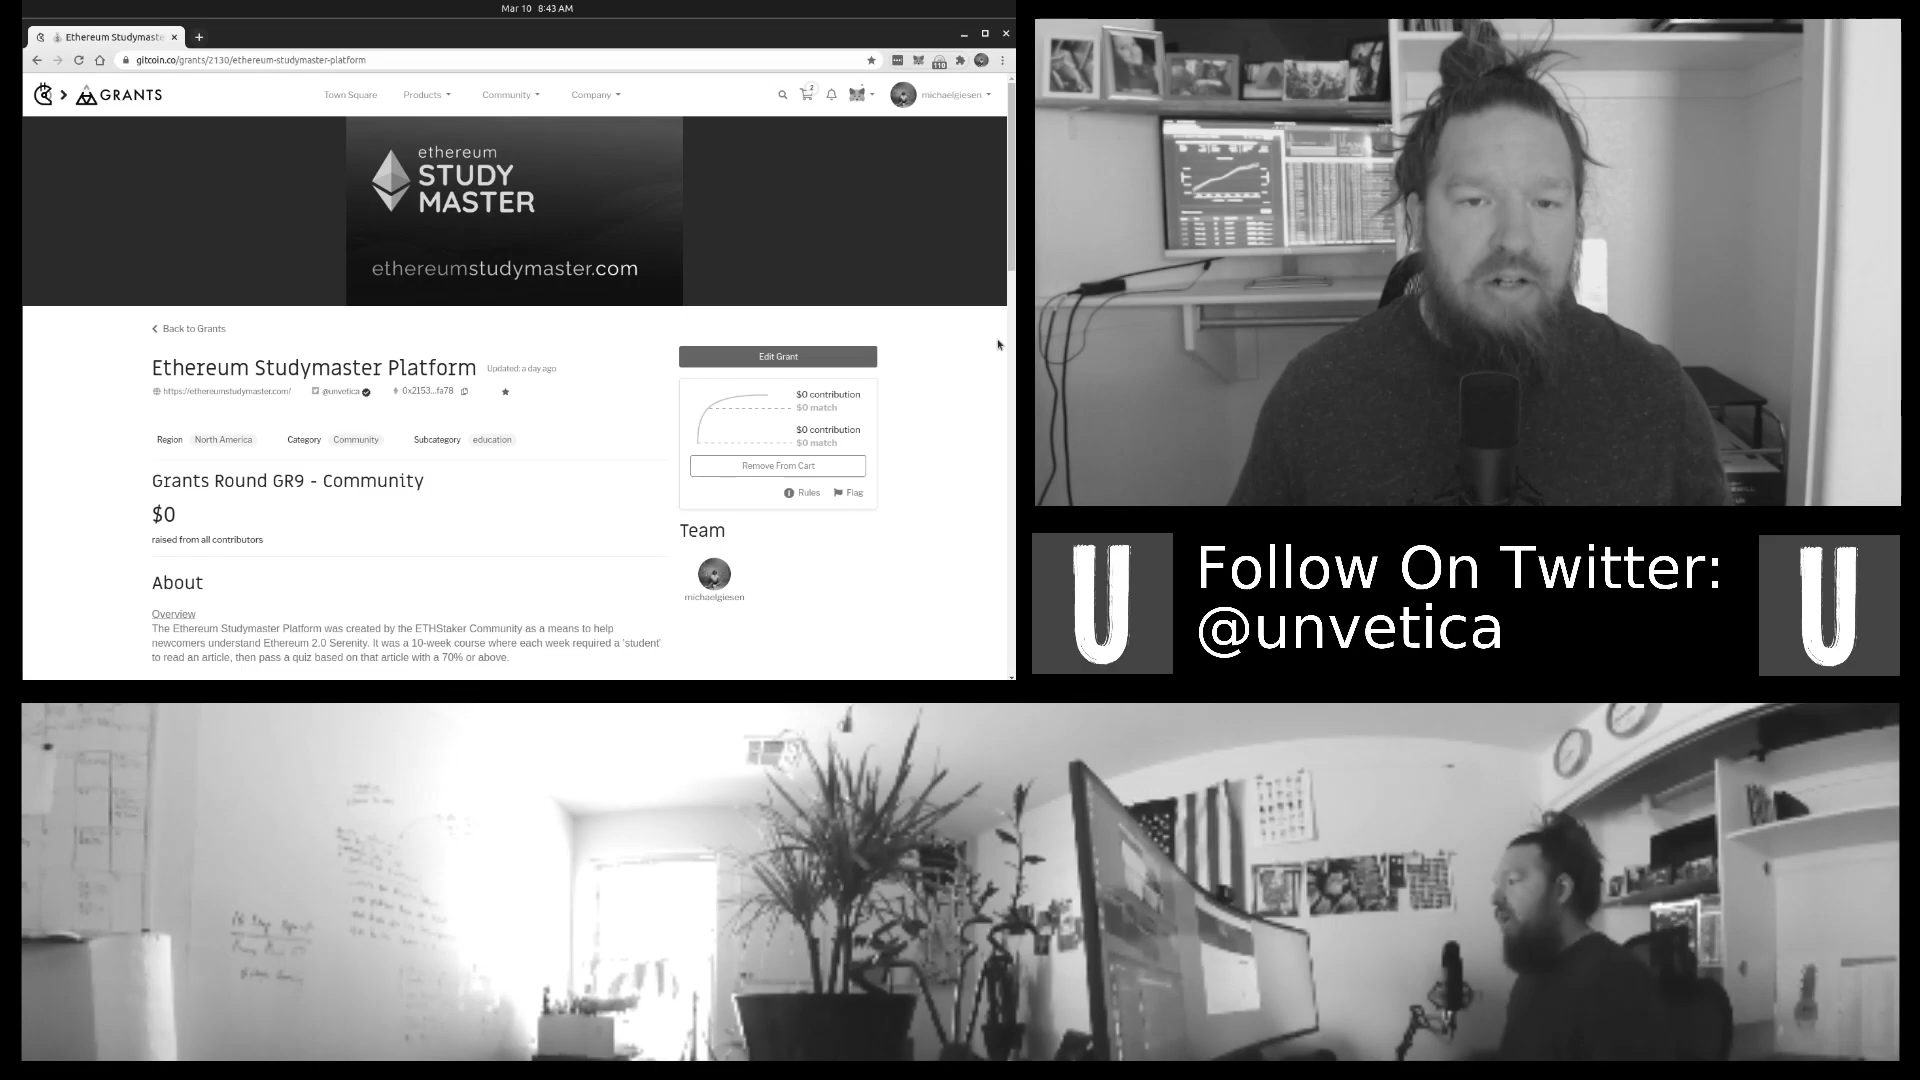 Mar 10 8:43 AM
Ethereum Studymaste
gitcoin.co/grants/2130/ethereum-studymaster-platform
110
GRANTS
Town Square
Products
Community
Company
2
michaelgiesen
ethereum
STUDY
MASTER
ethereumstudymaster.com
Back to Grants
Ethereum Studymaster Platform
Updated: a day ago
https://ethereumstudymaster.com/
@unvetica
0x2153...fa78
Region North America
Category Community
Subcategory education
Grants Round GR9 - Community
$0
raised from all contributors
About
Overview
The Ethereum Studymaster Platform was created by the ETHStaker Community as a means to help
newcomers understand Ethereum 2.0 Serenity. It was a 10-week course where each week required a 'student'
to read an article, then pass a quiz based on that article with a 70% or above.
Edit Grant
$0 contribution
$0 match
$0 contribution
$0 match
Remove From Cart
Rules
Flag
Team
michaelgiesen
U
Follow On Twitter:
@unvetica
U